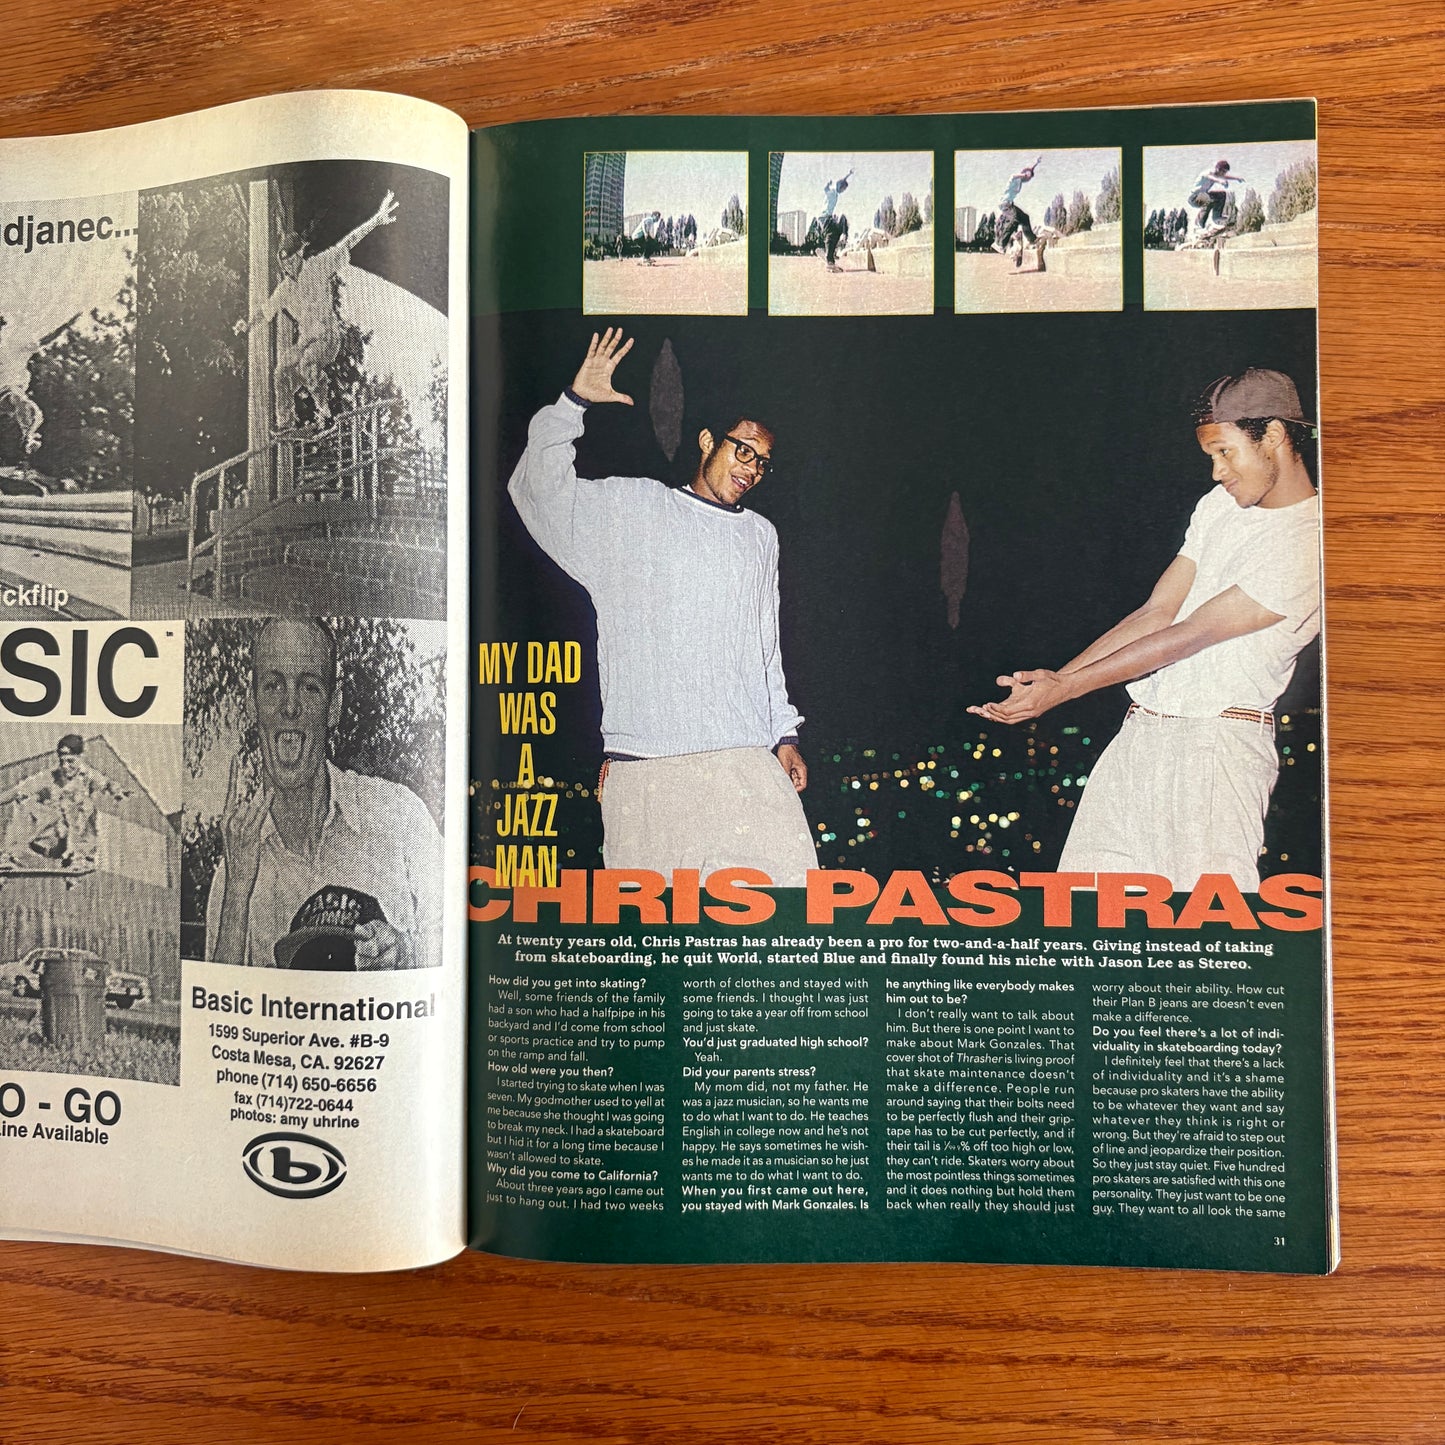 djanec...
ickflip
SIC
Basic International
1599 Superior Ave. #B-9
Costa Mesa, CA. 92627
phone (714) 650-6656
fax (714)722-0644
photos: amy uhrine
O - GO
ine Available
b
MY DAD
WAS
A
JAZZ
MAN
CHRIS PASTRAS
At twenty years old, Chris Pastras has already been a pro for two-and-a-half years. Giving instead of taking
from skateboarding, he quit World, started Blue and finally found his niche with Jason Lee as Stereo.
How did you get into skating?
Well, some friends of the family
had a son who had a halfpipe in his
backyard and I'd come from school
or sports practice and try to pump
on the ramp and fall.
How old were you then?
I started trying to skate when I was
seven. My godmother used to yell at
me because she thought I was going
to break my neck. I had a skateboard
but I hid it for a long time because I
wasn't allowed to skate.
Why did you come to California?
About three years ago I came out
just to hang out. I had two weeks
worth of clothes and stayed with
some friends. I thought I was just
going to take a year off from school
and just skate.
You'd just graduated high school?
Yeah.
Did your parents stress?
My mom did, not my father. He
was a jazz musician, so he wants me
to do what I want to do. He teaches
English in college now and he's not
happy. He says sometimes he wish-
es he made it as a musician so he just
wants me to do what I want to do.
When you first came out here,
you stayed with Mark Gonzales. Is
he anything like everybody makes
him out to be?
I don't really want to talk about
him. But there is one point I want to
make about Mark Gonzales. That
cover shot of Thrasher is living proof
that skate maintenance doesn't
make a difference. People run
around saying that their bolts need
to be perfectly flush and their grip-
tape has to be cut perfectly, and if
their tail is % off too high or low,
they can't ride. Skaters worry about
the most pointless things sometimes
and it does nothing but hold them
back when really they should just
worry about their ability. How cut
their Plan B jeans are doesn't even
make a difference.
Do you feel there's a lot of indi-
viduality in skateboarding today?
I definitely feel that there's a lack
of individuality and it's a shame
because pro skaters have the ability
to be whatever they want and say
whatever they think is right or
wrong. But they're afraid to step out
of line and jeopardize their position.
So they just stay quiet. Five hundred
pro skaters are satisfied with this one
personality. They just want to be one
guy. They want to all look the same
31